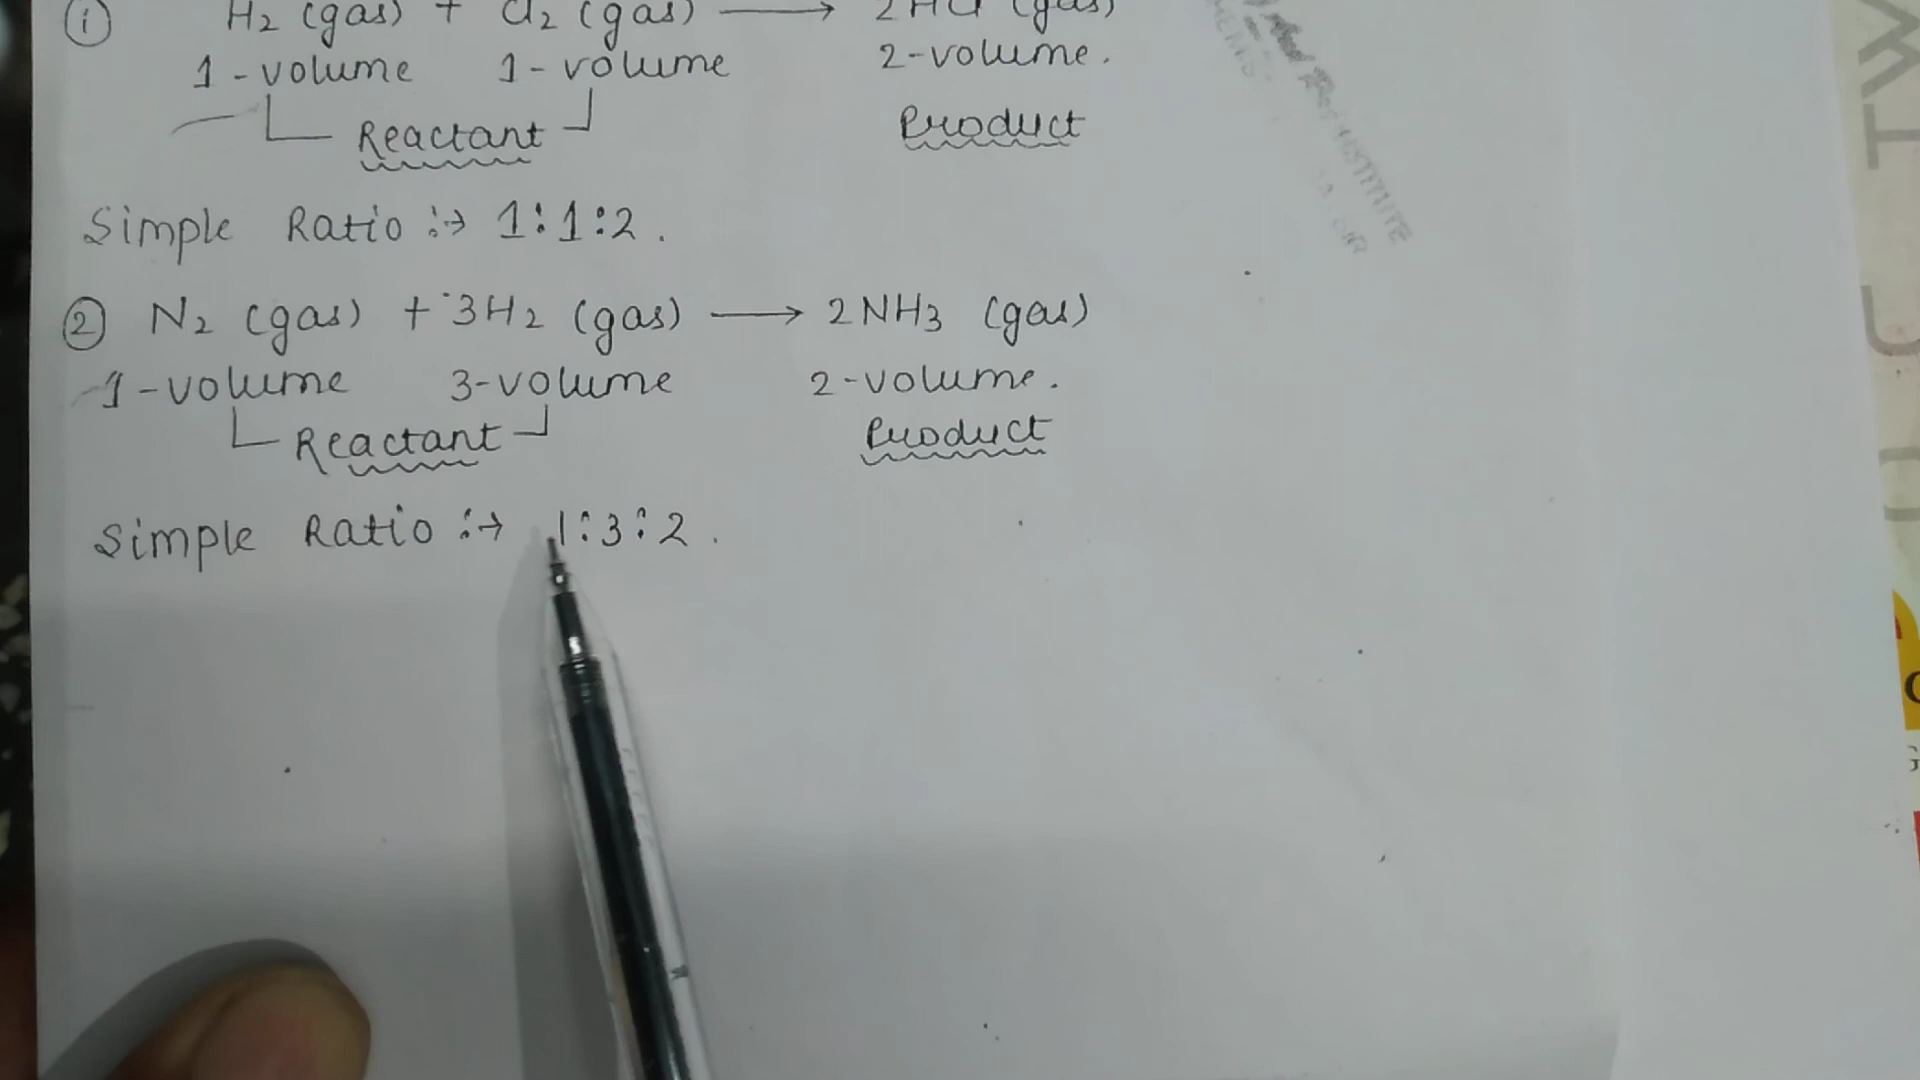 ① H₂ (gas) + Cl₂ (gas) ⟶ 2HCl (gas)
1-volume 1-volume 2-volume.
Reactant Product
Simple Ratio :→ 1:1:2.
② N₂ (gas) + 3H₂ (gas) ⟶ 2NH₃ (gas)
1-volume 3-volume 2-volume.
Reactant Product
Simple Ratio :→ 1:3:2.
INSTITUTE